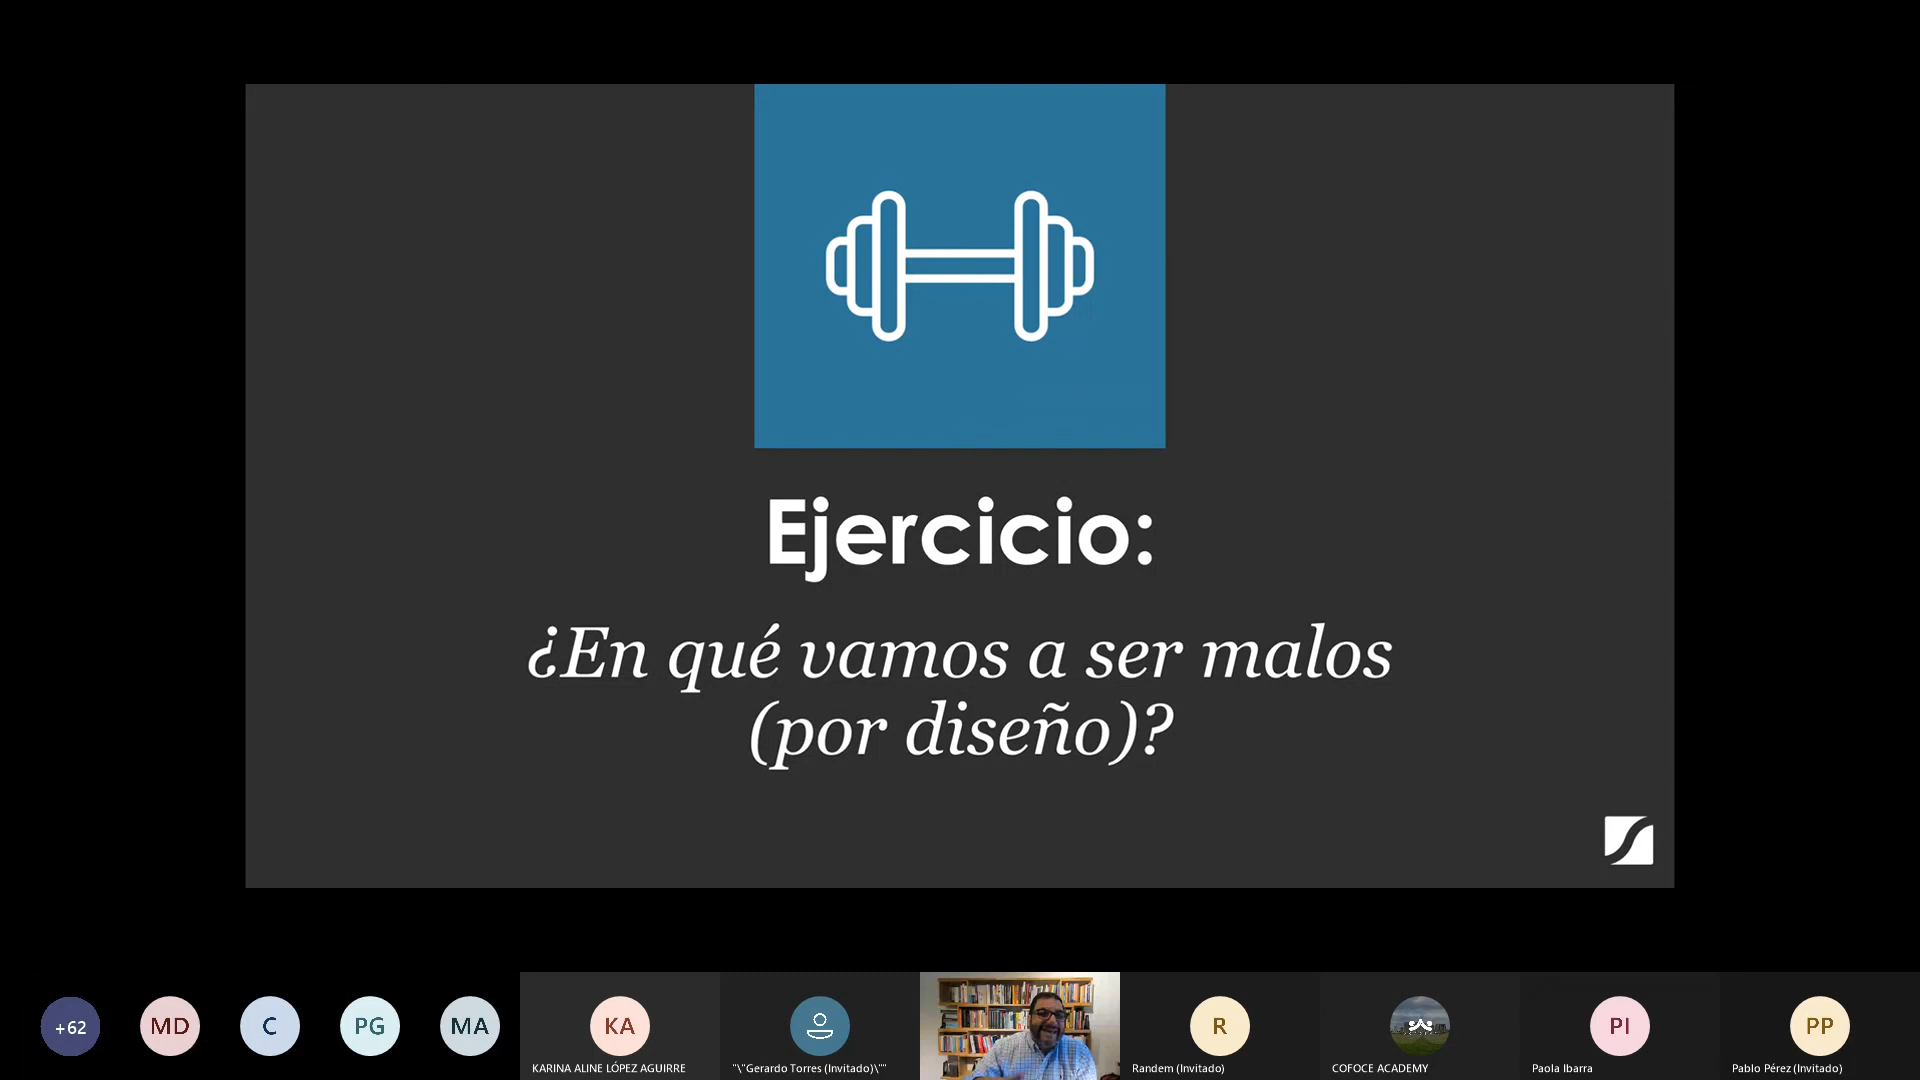 Ejercicio:
¿En qué vamos a ser malos
(por diseño)?
+62
MD
C
PG
MA
KA
KARINA ALINE LÓPEZ AGUIRRE
"\"Gerardo Torres (Invitado)\""
R
Randem (Invitado)
COFOCE ACADEMY
PI
Paola Ibarra
PP
Pablo Pérez (Invitado)